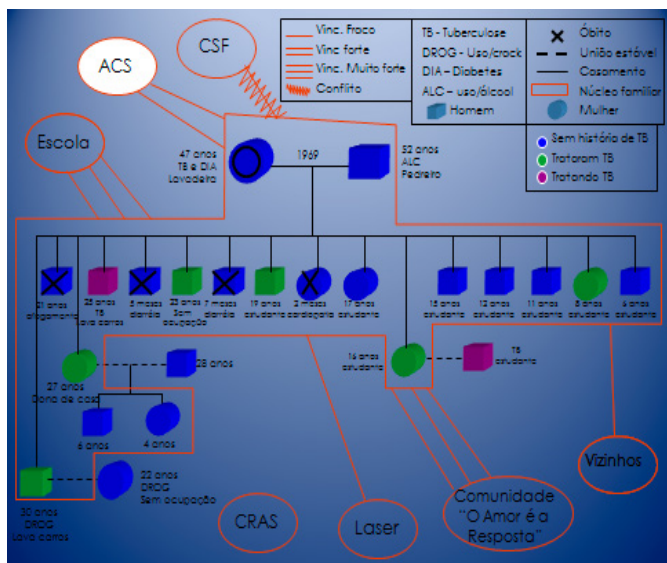 Vinc. Fraco
Vinc forte
Vinc. Muito forte
Conflito
TB - Tuberculose
DROG - Uso/crack
DIA – Diabetes
ALC – uso/álcool
Homem
Óbito
União estável
Casamento
Núcleo familiar
Mulher
Sem história de TB
Trataram TB
Tratando TB
CSF
ACS
Escola
47 anos
TB e DIA
Lavadeira
1969
52 anos
ALC
Pedreiro
21 anos
afogamento
25 anos
TB
Lava carros
5 meses
diarréia
23 anos
Sem
ocupação
7 meses
diarréia
19 anos
estudante
2 meses
cardiopatia
17 anos
estudante
15 anos
estudante
12 anos
estudante
11 anos
estudante
8 anos
estudante
6 anos
estudante
27 anos
Dona de casa
28 anos
6 anos
4 anos
16 anos
estudante
TB
estudante
30 anos
DROG
Lava carros
22 anos
DROG
Sem ocupação
CRAS
Laser
Comunidade
"O Amor é a
Resposta"
Vizinhos